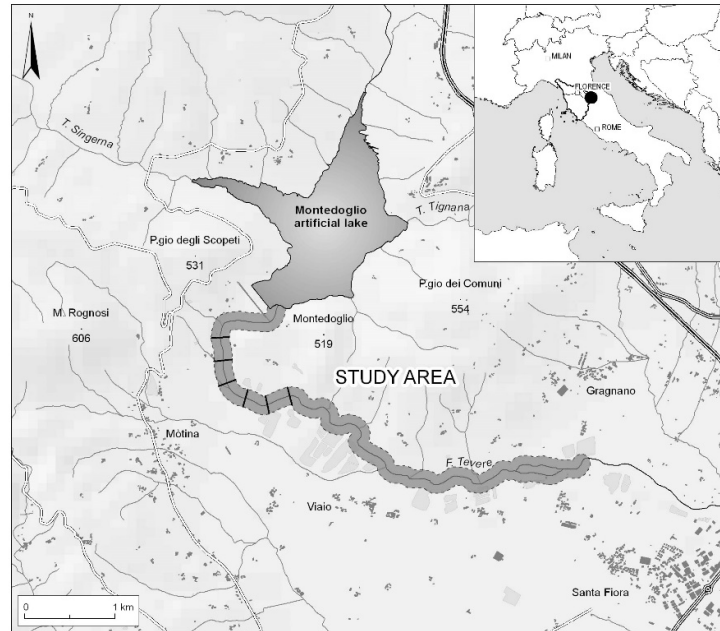 N
MILAN
FLORENCE
ROME
T. Singerna
Montedoglio
artificial lake
T. Tignana
P.gio degli Scopeti
531
P.gio dei Comuni
554
M. Rognosi
606
Montedoglio
519
STUDY AREA
Gragnano
Mòtina
F. Tevere
Viaio
Santa Fiora
0 1 km